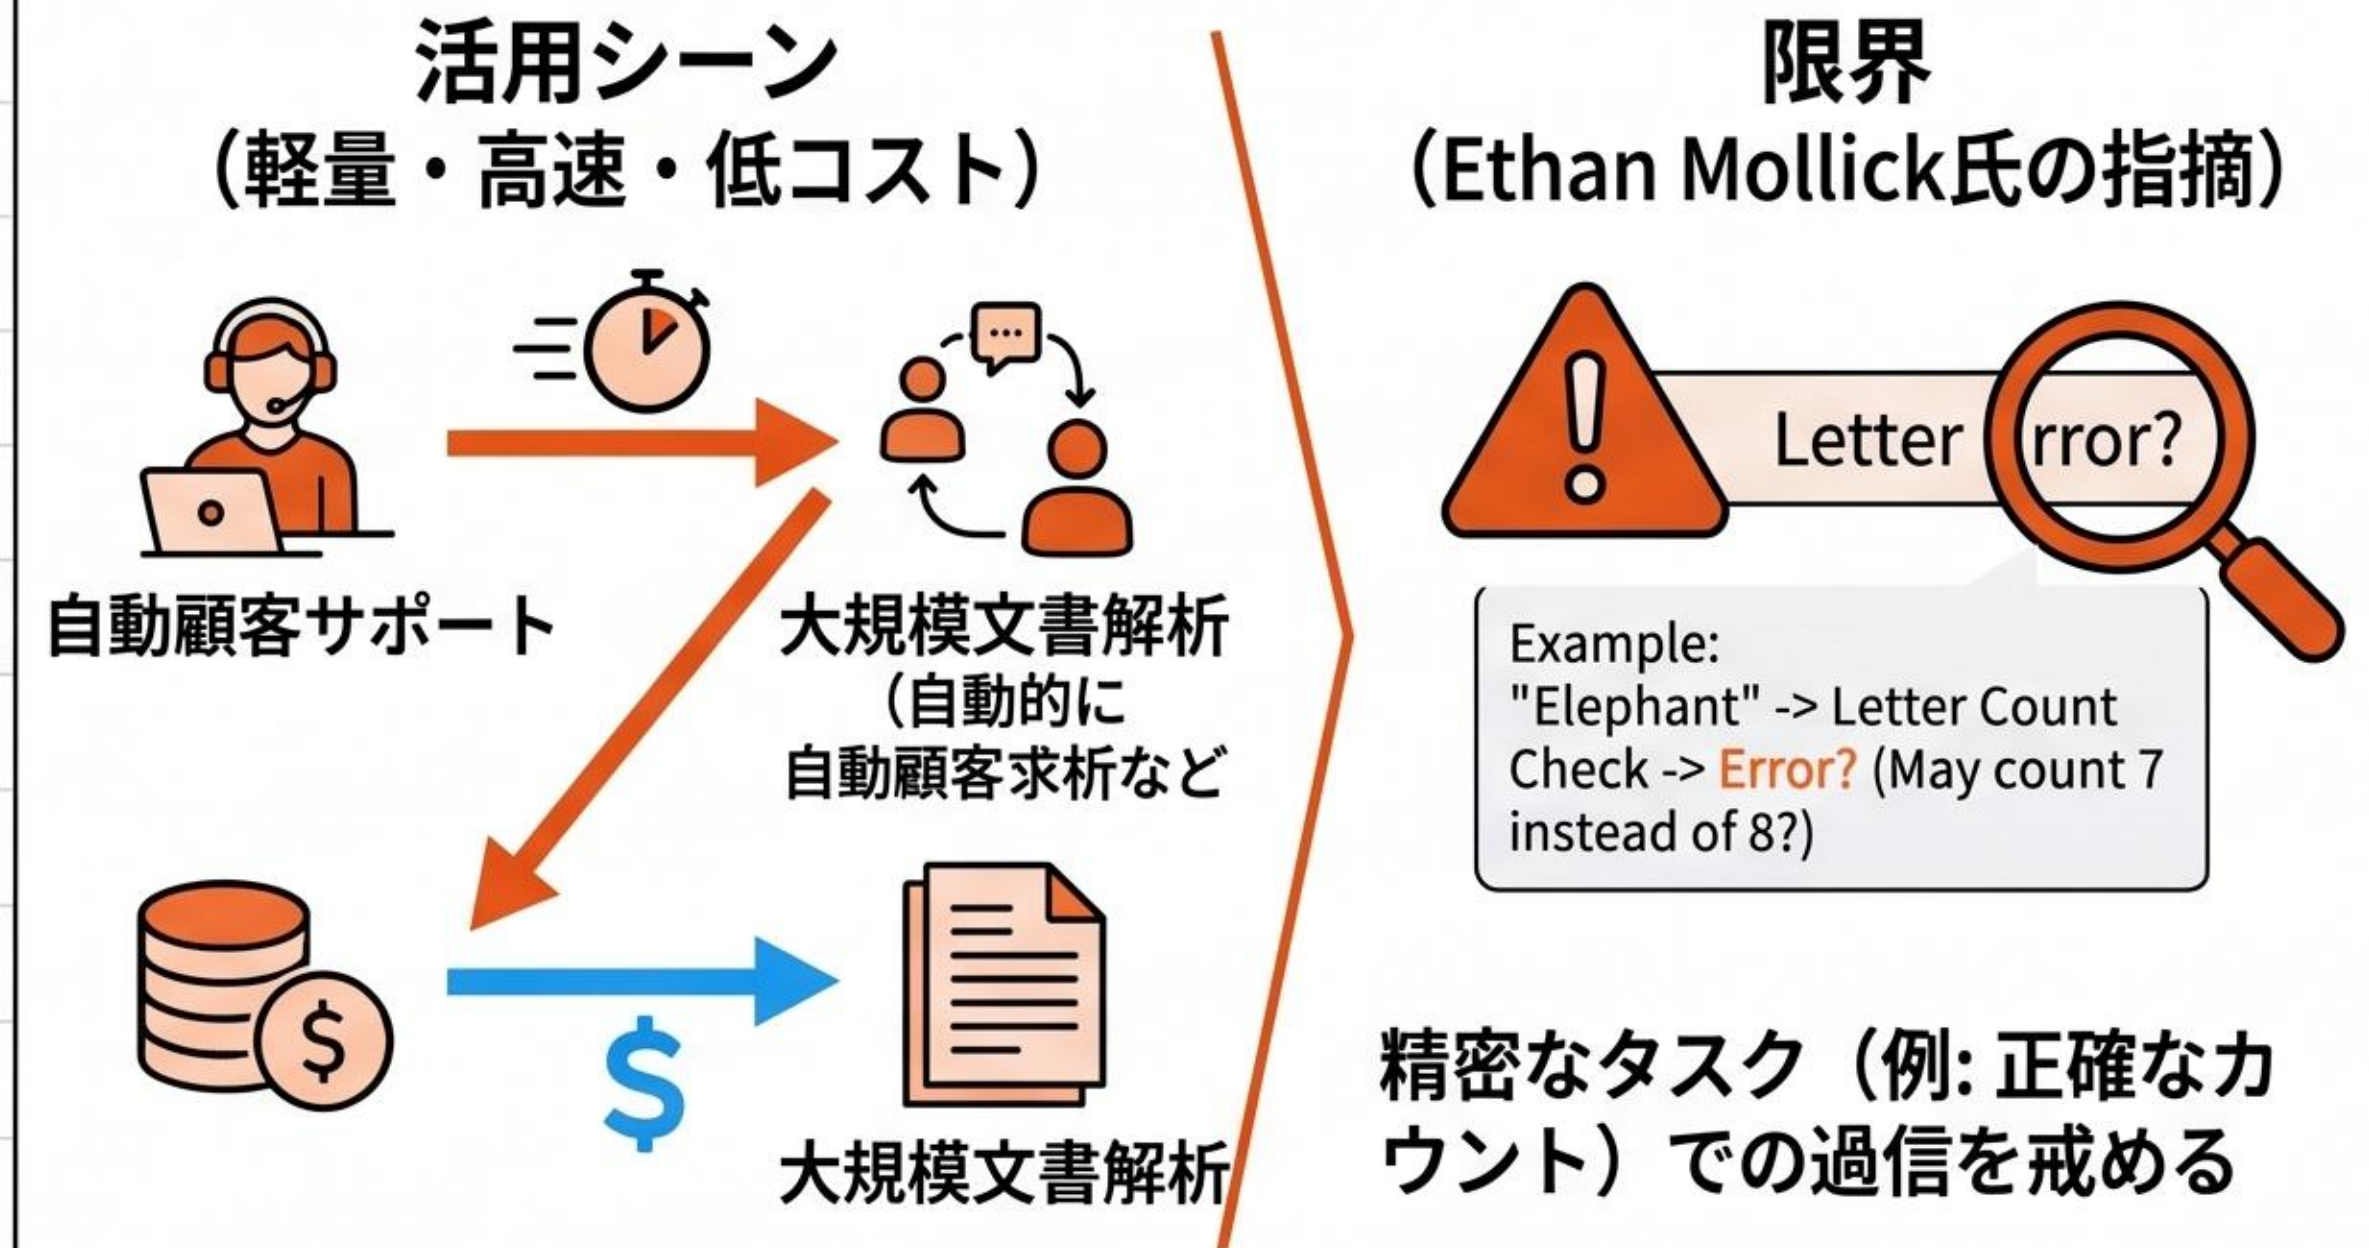 活用シーン
（軽量・高速・低コスト）
自動顧客サポート
大規模文書解析
（自動的に
自動顧客求析など
$
$
大規模文書解析
限界
（Ethan Mollick氏の指摘）
Letter rror?
Example:
"Elephant" -> Letter Count
Check -> Error? (May count 7
instead of 8?)
精密なタスク（例: 正確なカ
ウント）での過信を戒める